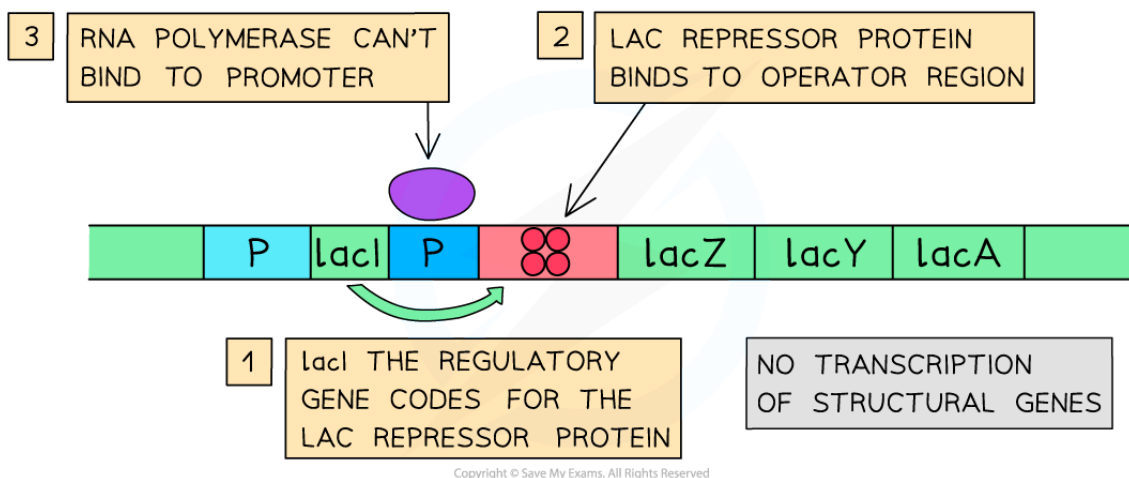 3
RNA POLYMERASE CAN'T
BIND TO PROMOTER
2
LAC REPRESSOR PROTEIN
BINDS TO OPERATOR REGION
P
lacI
P
lacZ
lacY
lacA
1
lacI THE REGULATORY
GENE CODES FOR THE
LAC REPRESSOR PROTEIN
NO TRANSCRIPTION
OF STRUCTURAL GENES
Copyright © Save My Exams. All Rights Reserved